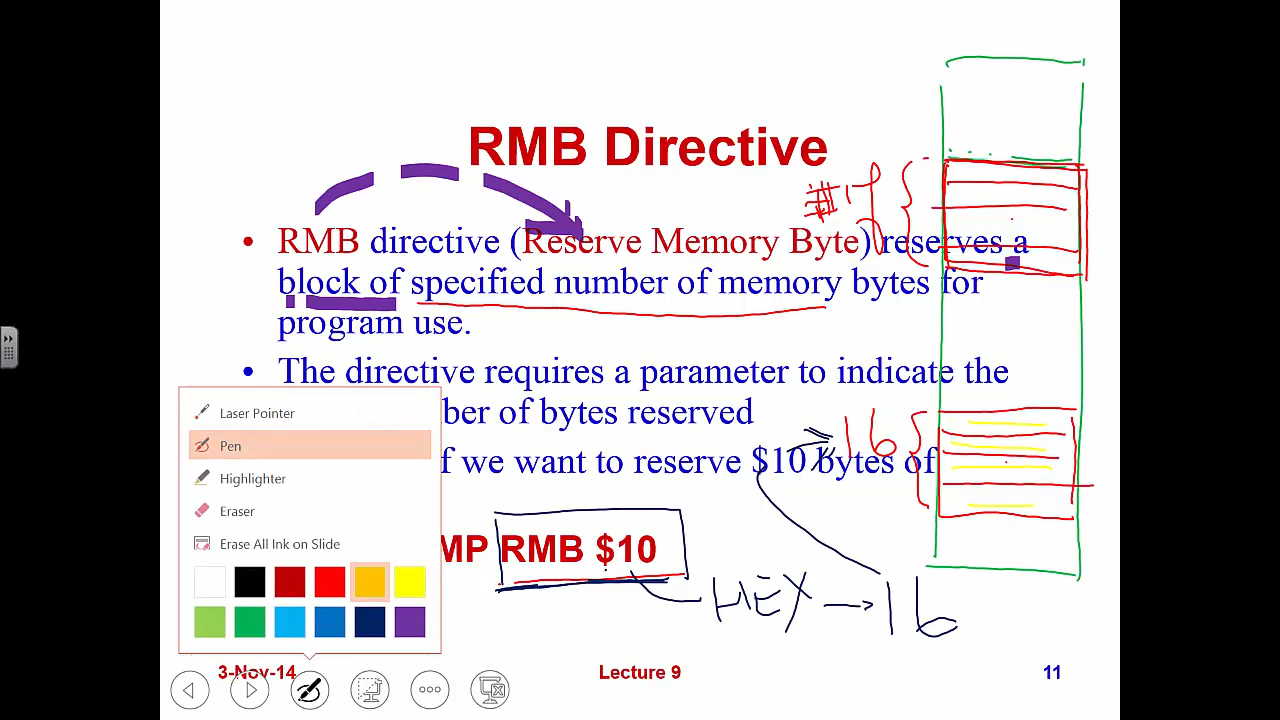 RMB Directive
• RMB directive (Reserve Memory Byte) reserves a
block of specified number of memory bytes for
program use.
• The directive requires a parameter to indicate the
ber of bytes reserved
f we want to reserve $10 bytes of
MP RMB $10
16
HEX → 16
Laser Pointer
Pen
Highlighter
Eraser
Erase All Ink on Slide
3-Nov-14
Lecture 9
11